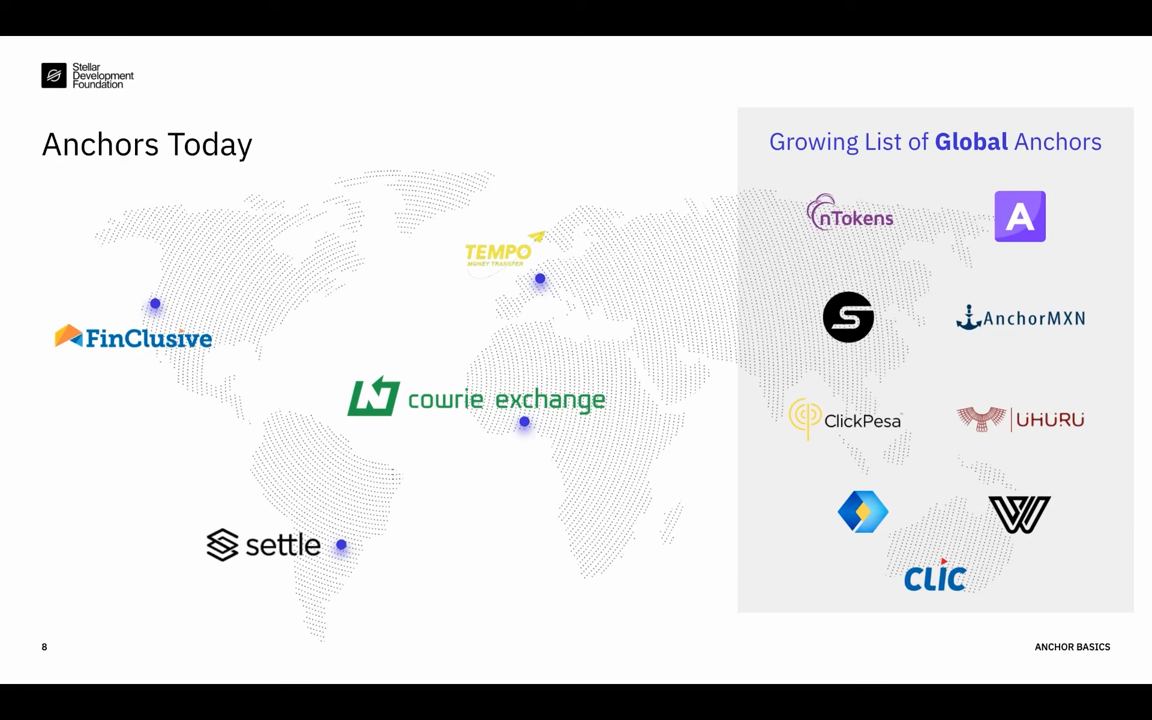 Stellar
Development
Foundation
Anchors Today
Growing List of Global Anchors
nTokens
A
TEMPO
MONEY TRANSFER
S
AnchorMXN
FinClusive
cowrie exchange
ClickPesa
UHURU
settle
W
CLIC
8
ANCHOR BASICS